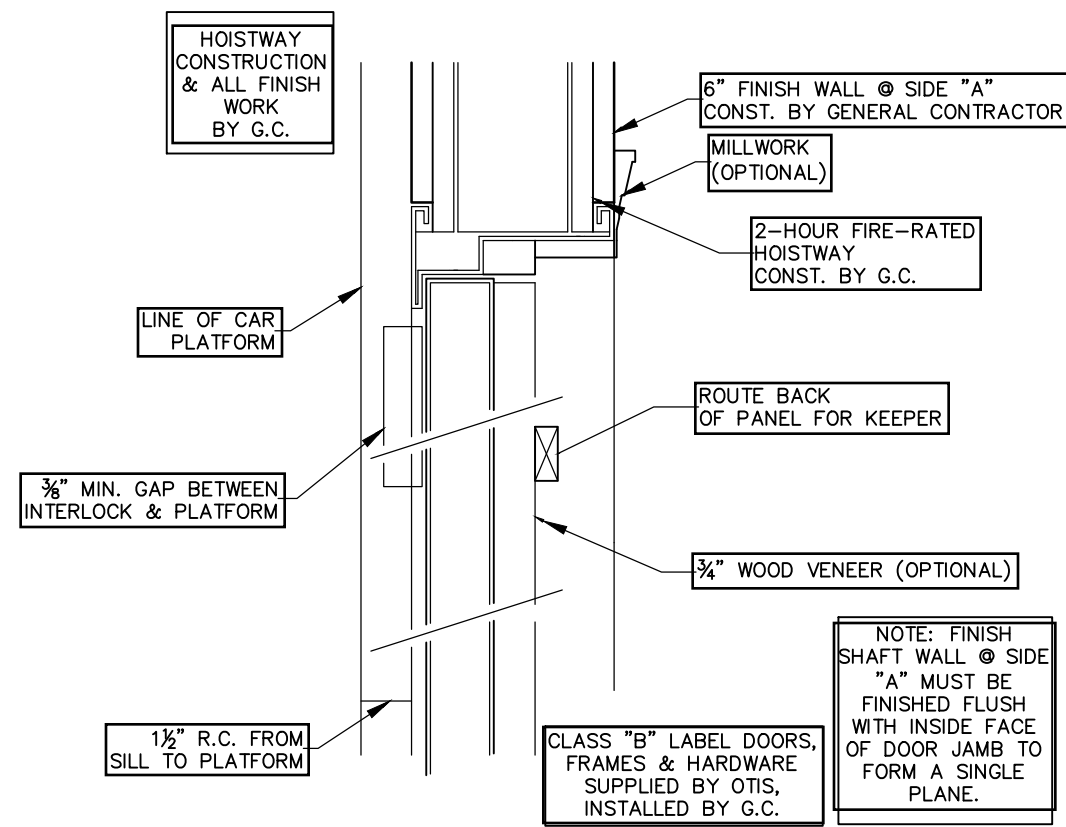 HOISTWAY
CONSTRUCTION
& ALL FINISH
WORK
BY G.C.
6" FINISH WALL @ SIDE "A"
CONST. BY GENERAL CONTRACTOR
MILLWORK
(OPTIONAL)
2-HOUR FIRE-RATED
HOISTWAY
CONST. BY G.C.
LINE OF CAR
PLATFORM
ROUTE BACK
OF PANEL FOR KEEPER
⅜" MIN. GAP BETWEEN
INTERLOCK & PLATFORM
¾" WOOD VENEER (OPTIONAL)
1½" R.C. FROM
SILL TO PLATFORM
CLASS "B" LABEL DOORS,
FRAMES & HARDWARE
SUPPLIED BY OTIS,
INSTALLED BY G.C.
NOTE: FINISH
SHAFT WALL @ SIDE
"A" MUST BE
FINISHED FLUSH
WITH INSIDE FACE
OF DOOR JAMB TO
FORM A SINGLE
PLANE.